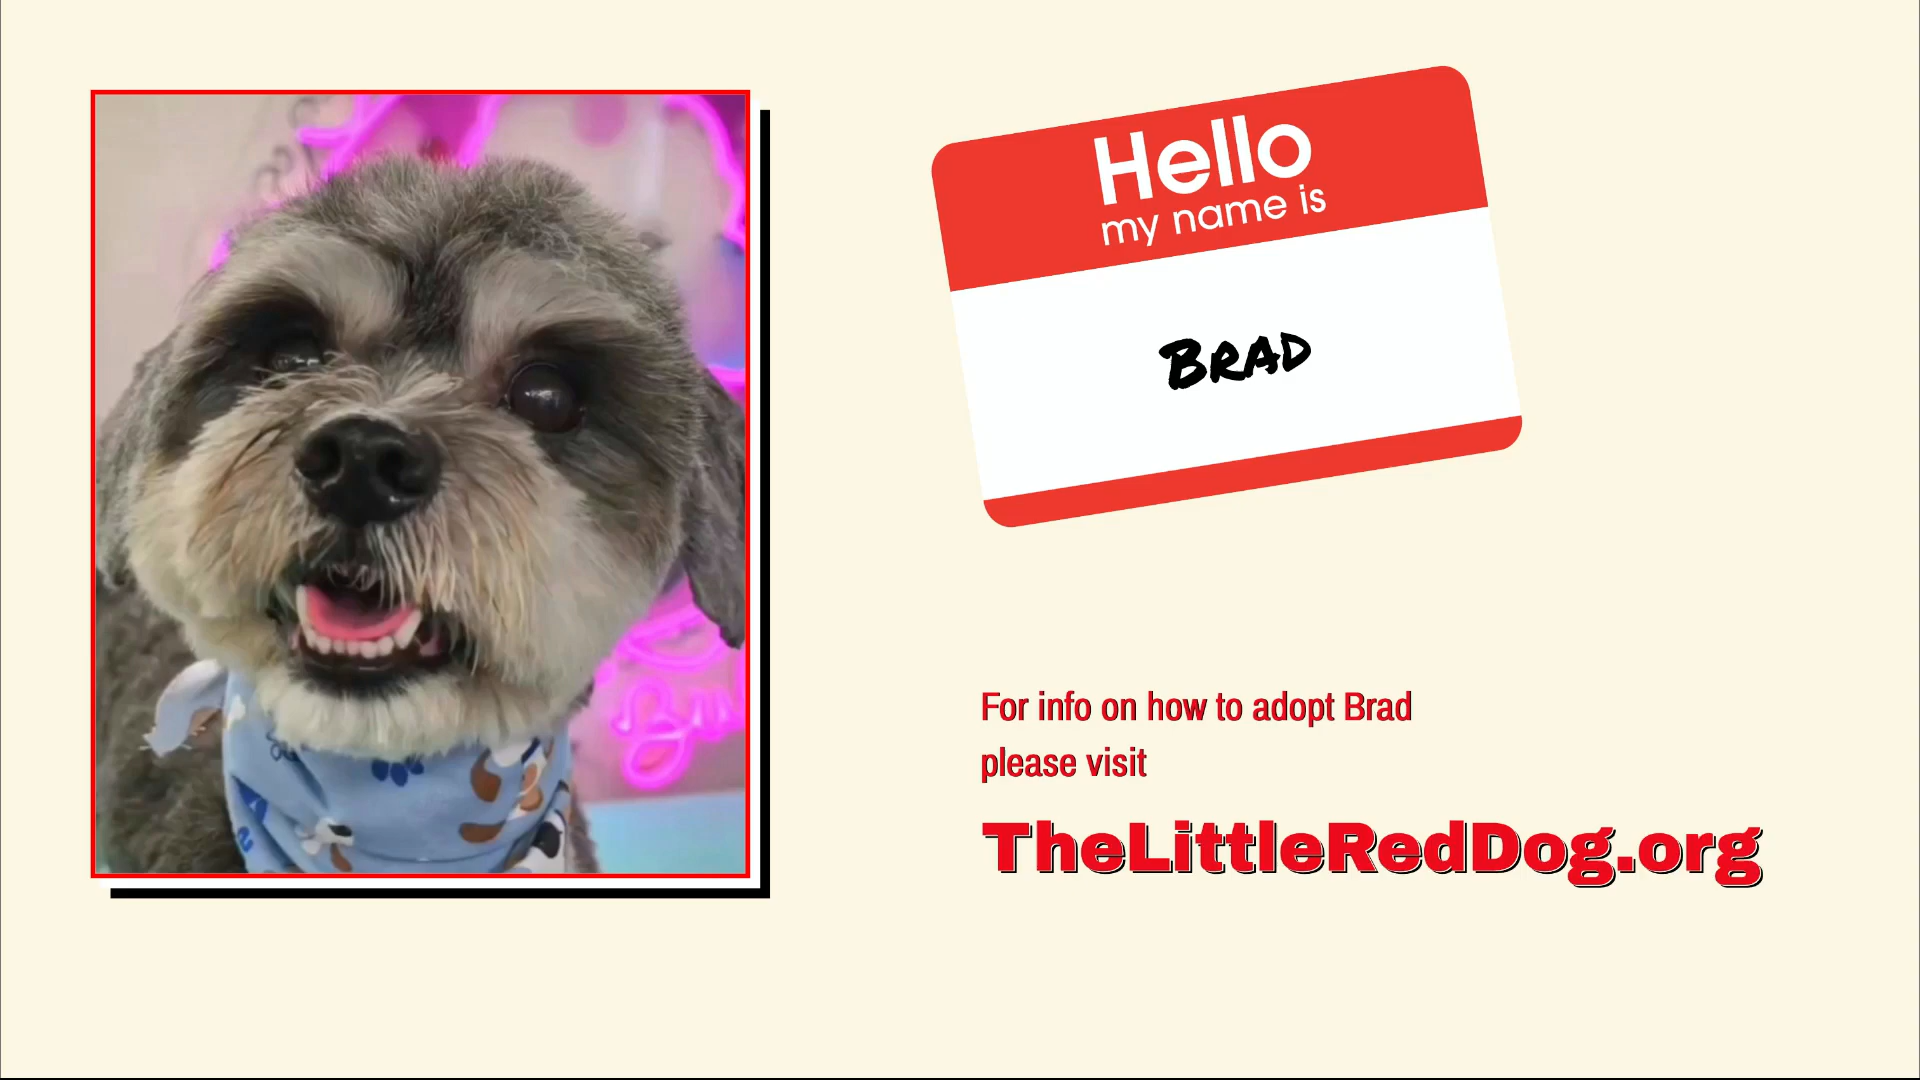 Hello
my name is
BRAD
For info on how to adopt Brad
please visit
TheLittleRedDog.org